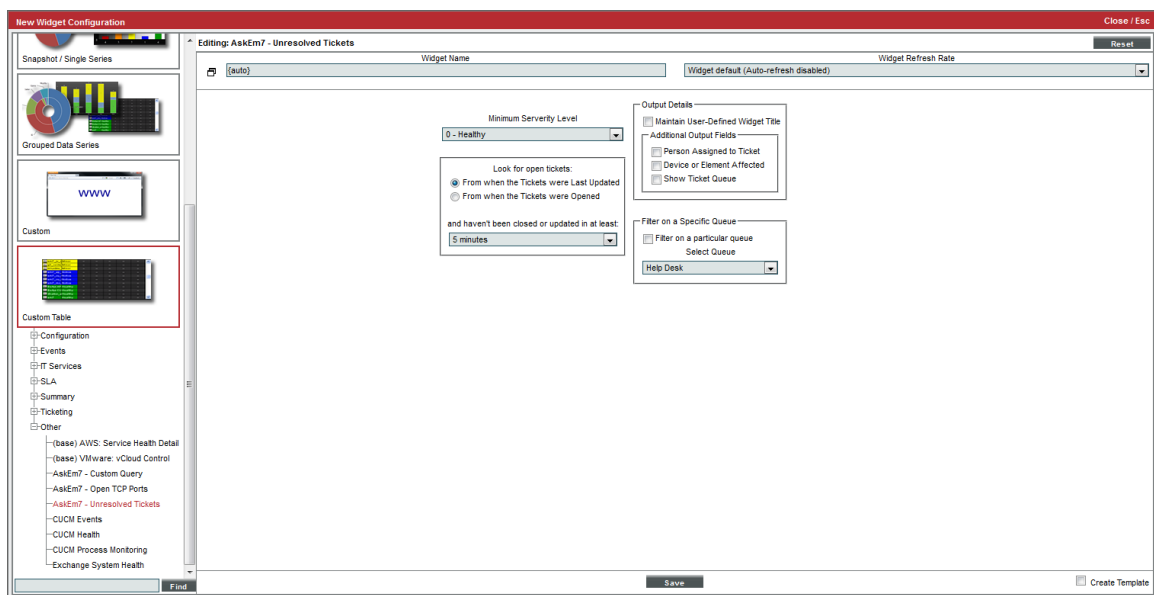 New Widget Configuration
Close / Esc
Snapshot / Single Series
Grouped Data Series
www
Custom
Custom Table
Configuration
Events
IT Services
SLA
Summary
Ticketing
Other
(base) AWS: Service Health Detail
(base) VMware: vCloud Control
AskEm7 - Custom Query
AskEm7 - Open TCP Ports
AskEm7 - Unresolved Tickets
CUCM Events
CUCM Health
CUCM Process Monitoring
Exchange System Health
Find
Editing: AskEm7 - Unresolved Tickets
Reset
Widget Name
Widget Refresh Rate
{auto}
Widget default (Auto-refresh disabled)
Minimum Serverity Level
0 - Healthy
Look for open tickets:
From when the Tickets were Last Updated
From when the Tickets were Opened
and haven't been closed or updated in at least:
5 minutes
Output Details
Maintain User-Defined Widget Title
Additional Output Fields
Person Assigned to Ticket
Device or Element Affected
Show Ticket Queue
Filter on a Specific Queue
Filter on a particular queue
Select Queue
Help Desk
Save
Create Template